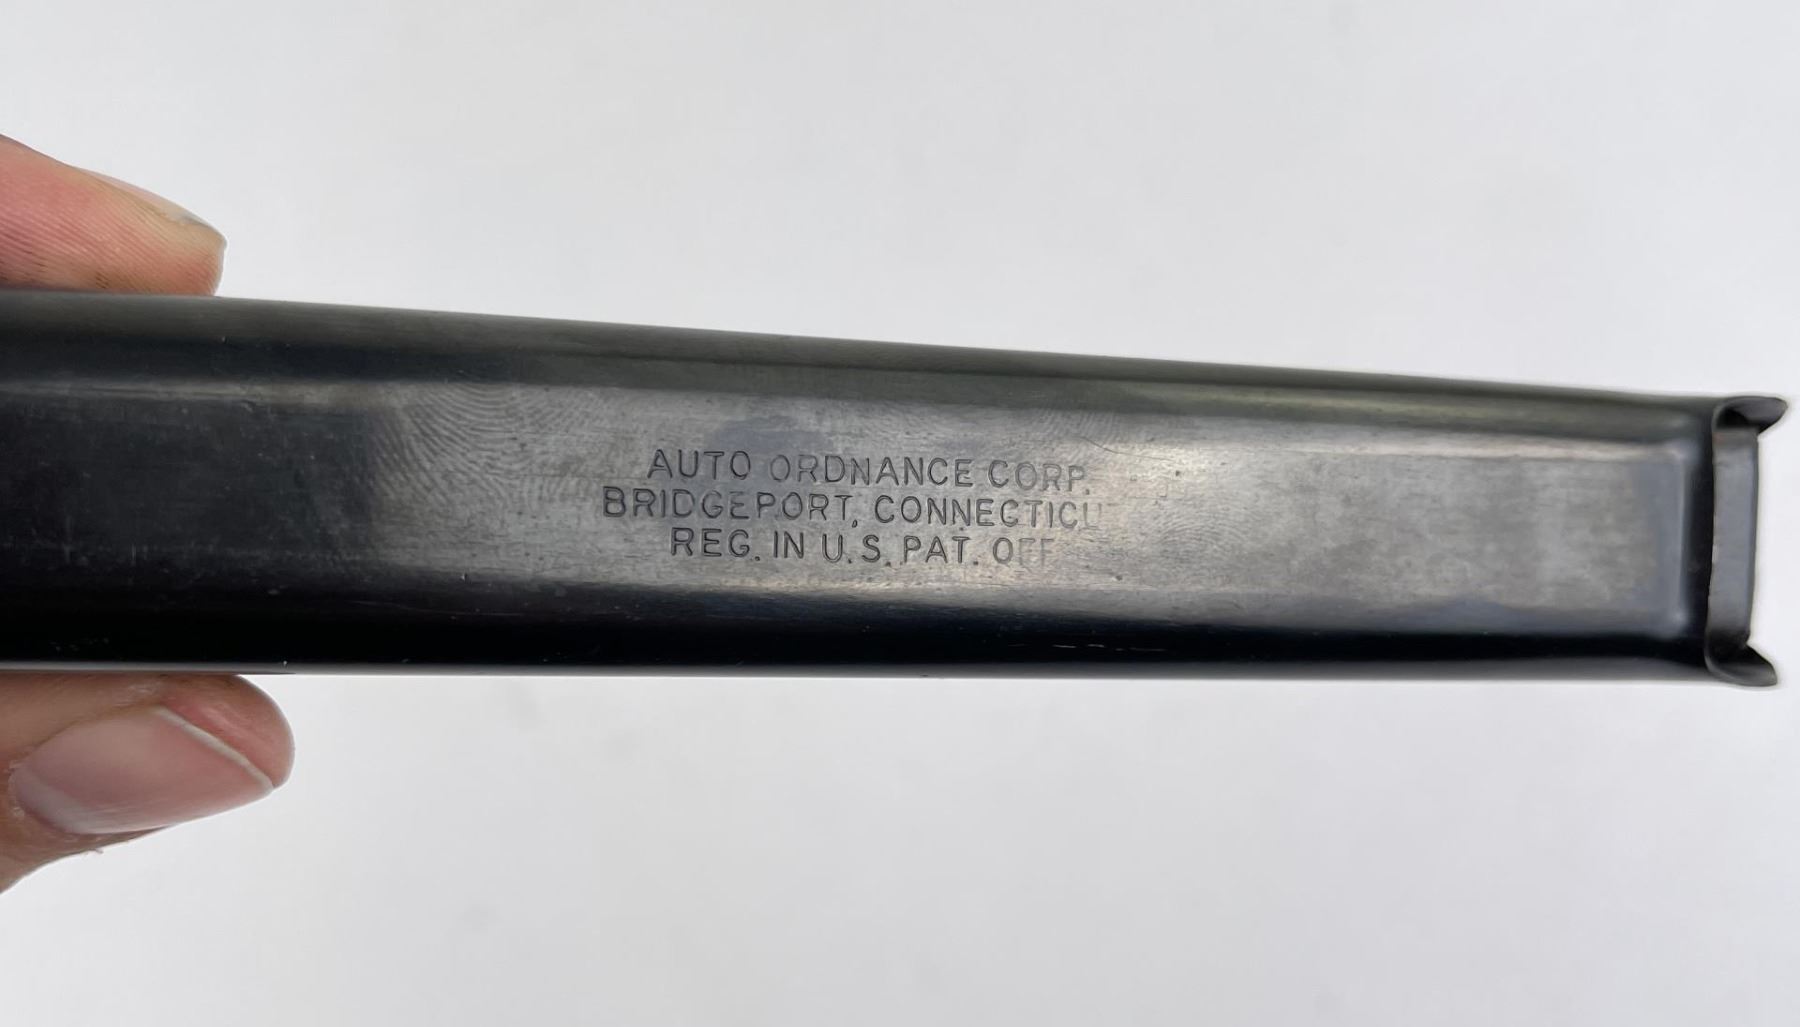 AUTO ORDNANCE CORP.
BRIDGEPORT, CONNECTICU
REG. IN U.S. PAT. OFF